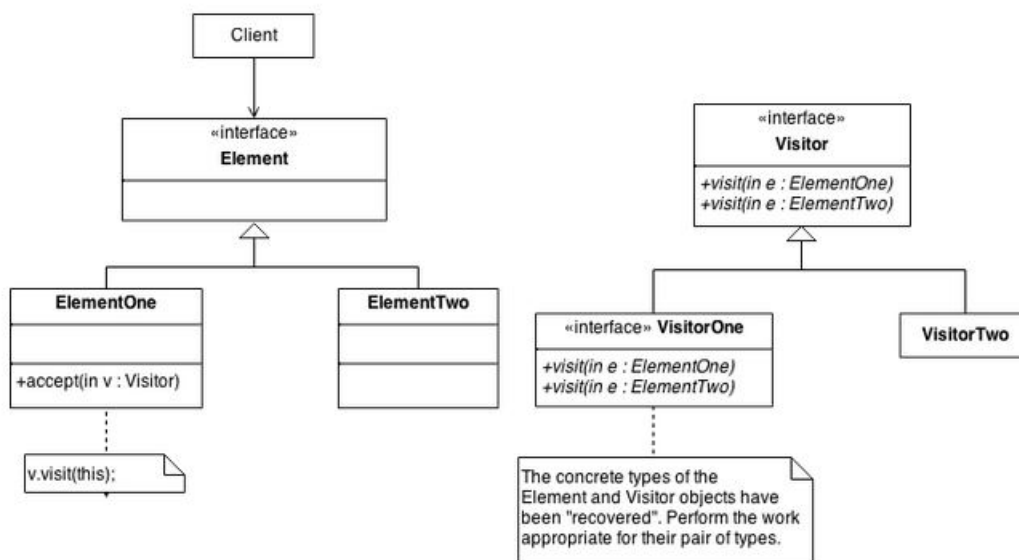 Client
«interface»
Element
ElementOne
+accept(in v : Visitor)
v.visit(this);
ElementTwo
«interface»
Visitor
+visit(in e : ElementOne)
+visit(in e : ElementTwo)
«interface» VisitorOne
+visit(in e : ElementOne)
+visit(in e : ElementTwo)
The concrete types of the
Element and Visitor objects have
been "recovered". Perform the work
appropriate for their pair of types.
VisitorTwo